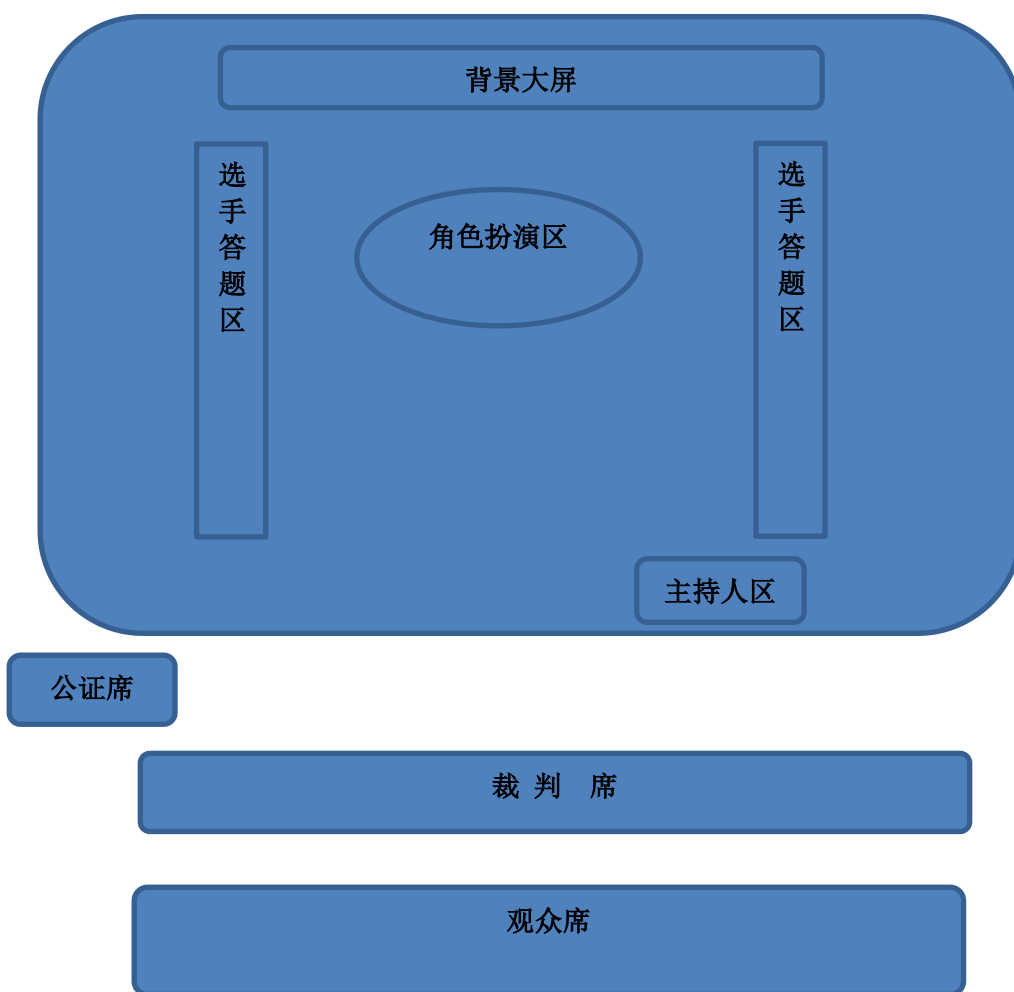 背景大屏
选手答题区
角色扮演区
选手答题区
主持人区
公证席
裁 判  席
观众席